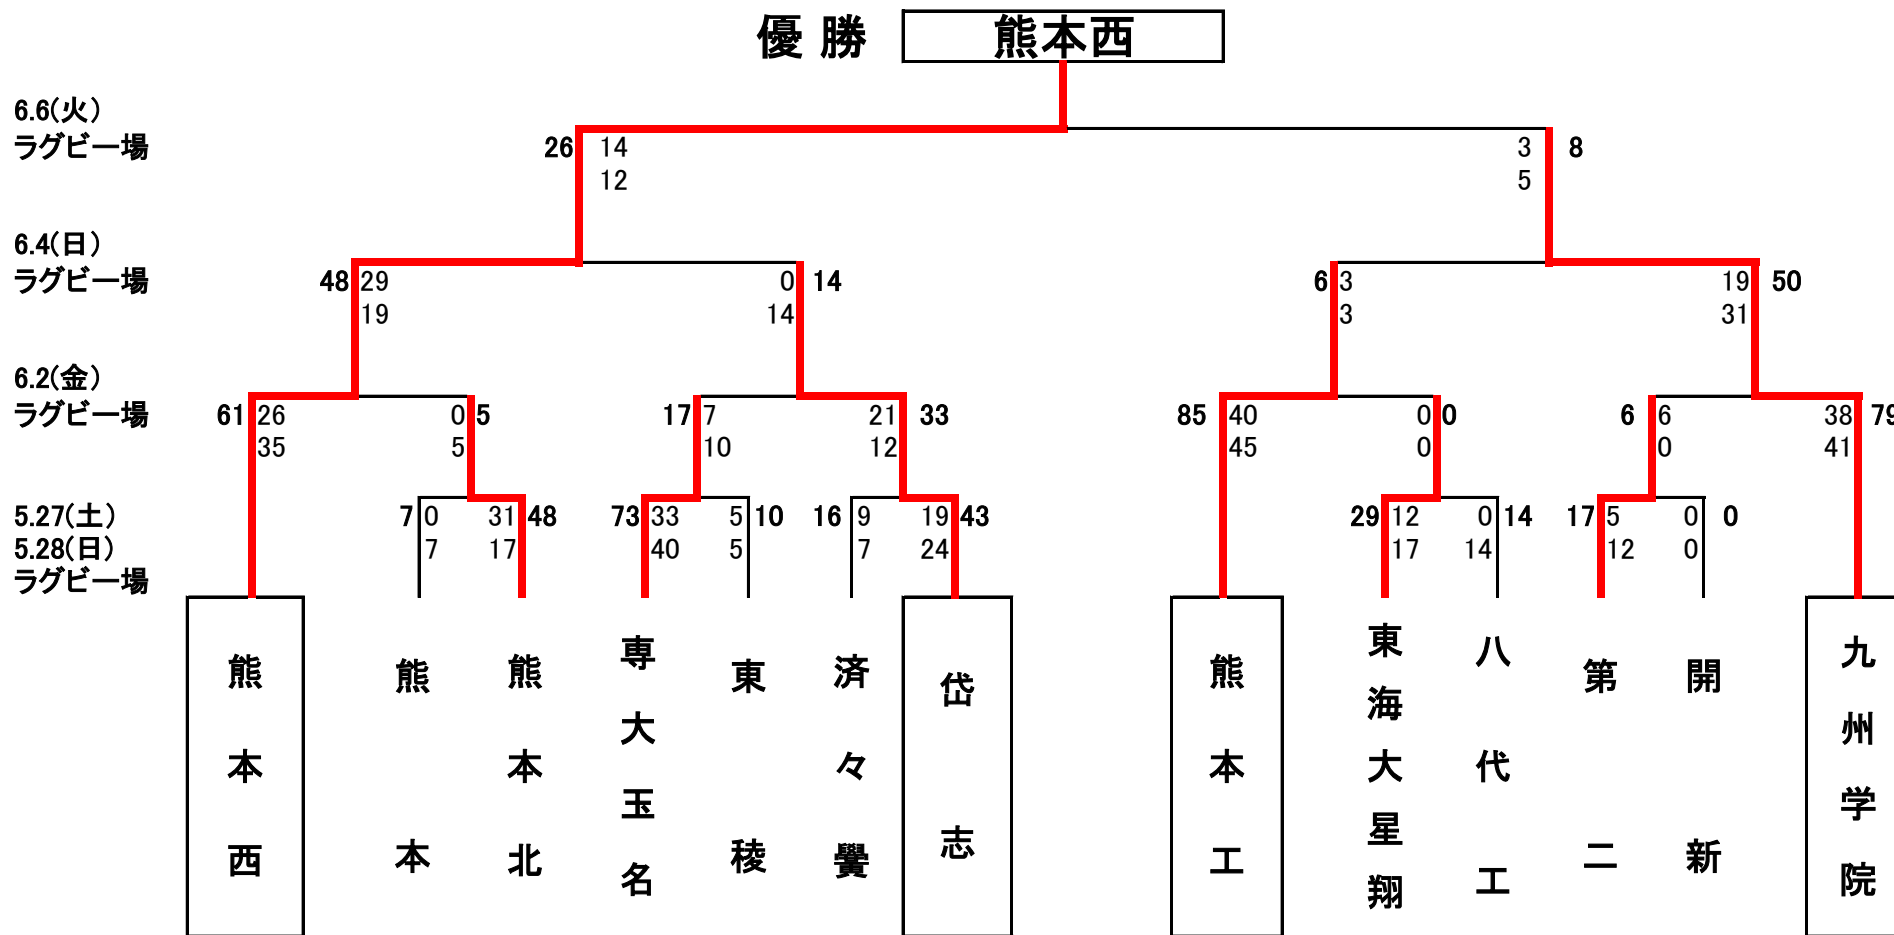 優勝 熊本西
6.6(火)
ラグビー場
26 14 3 8
12 5
6.4(日)
ラグビー場
48 29 0 14 6 3 19 50
19 14 3 31
6.2(金)
ラグビー場
61 26 0 5 17 7 21 33 85 40 0 0 6 6 38 79
35 5 10 12 45 0 0 41
5.27(土)
5.28(日)
ラグビー場
7 0 31 48 73 33 5 10 16 9 19 43 29 12 0 14 17 5 0 0
7 17 40 5 7 24 17 14 12 0
熊本西
熊本
熊本北
専大玉名
東稜
済々黌
岱志
熊本工
東海大星翔
八代工
第二
開新
九州学院